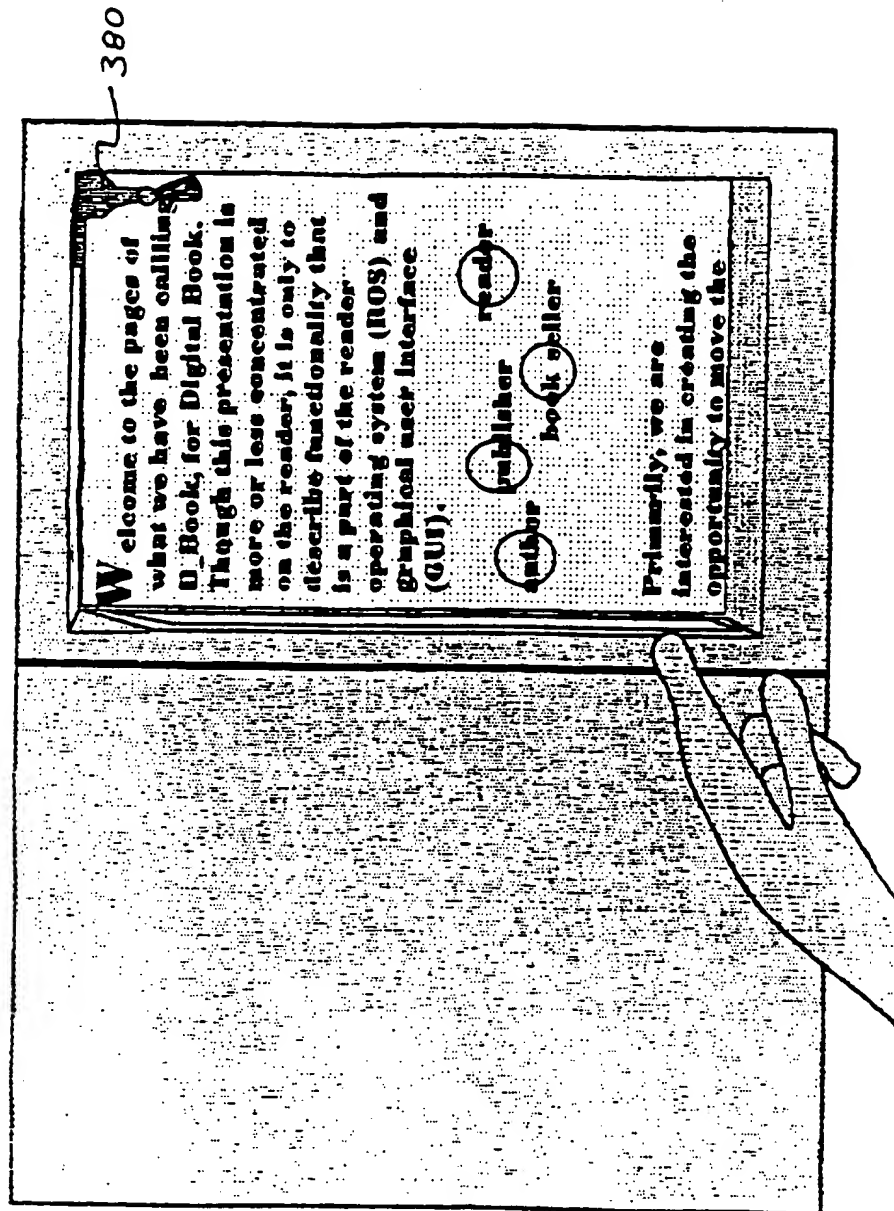 380
Welcome to the pages of
what we have been callling
D_Book, for Digital Book.
Though this presentation is
more or less concentrated
on the reader, it is only to
describe functionality that
is a part of the reader
operating system (ROS) and
graphical user interface
(GUI).
author publisher book seller reader
Primarily, we are
interested in creating the
opportunity to move the